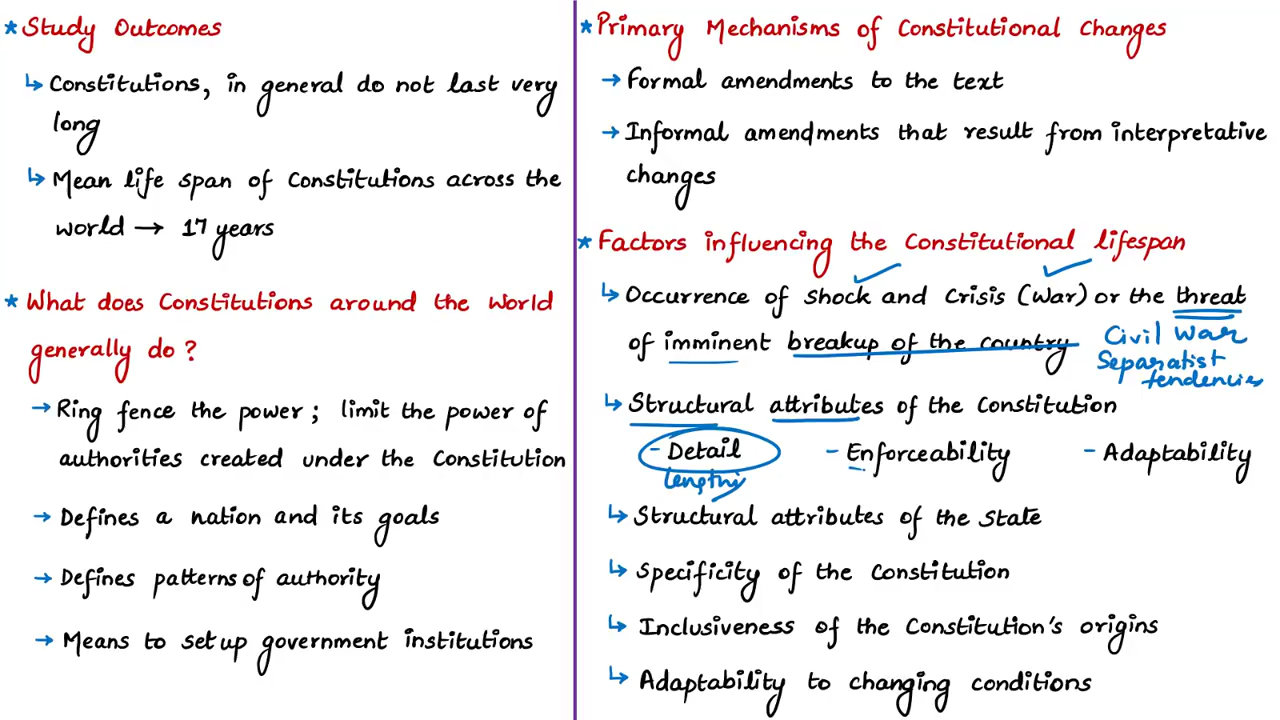 * Study Outcomes
↳ Constitutions, in general do not last very
long
↳ Mean life span of Constitutions across the
world → 17 years
* What does Constitutions around the world
generally do ?
→ Ring fence the power ; limit the power of
authorities created under the Constitution
→ Defines a nation and its goals
→ Defines patterns of authority
→ Means to set up government institutions
* Primary Mechanisms of Constitutional Changes
→ Formal amendments to the text
→ Informal amendments that result from interpretative
changes
* Factors influencing the Constitutional lifespan
↳ Occurrence of shock and Crisis (War) or the threat
of imminent breakup of the country
Civil War
Separatist
tendencies
↳ Structural attributes of the Constitution
- Detail - Enforceability - Adaptability
lengthy
↳ Structural attributes of the State
↳ Specificity of the Constitution
↳ Inclusiveness of the Constitution's origins
↳ Adaptability to changing conditions